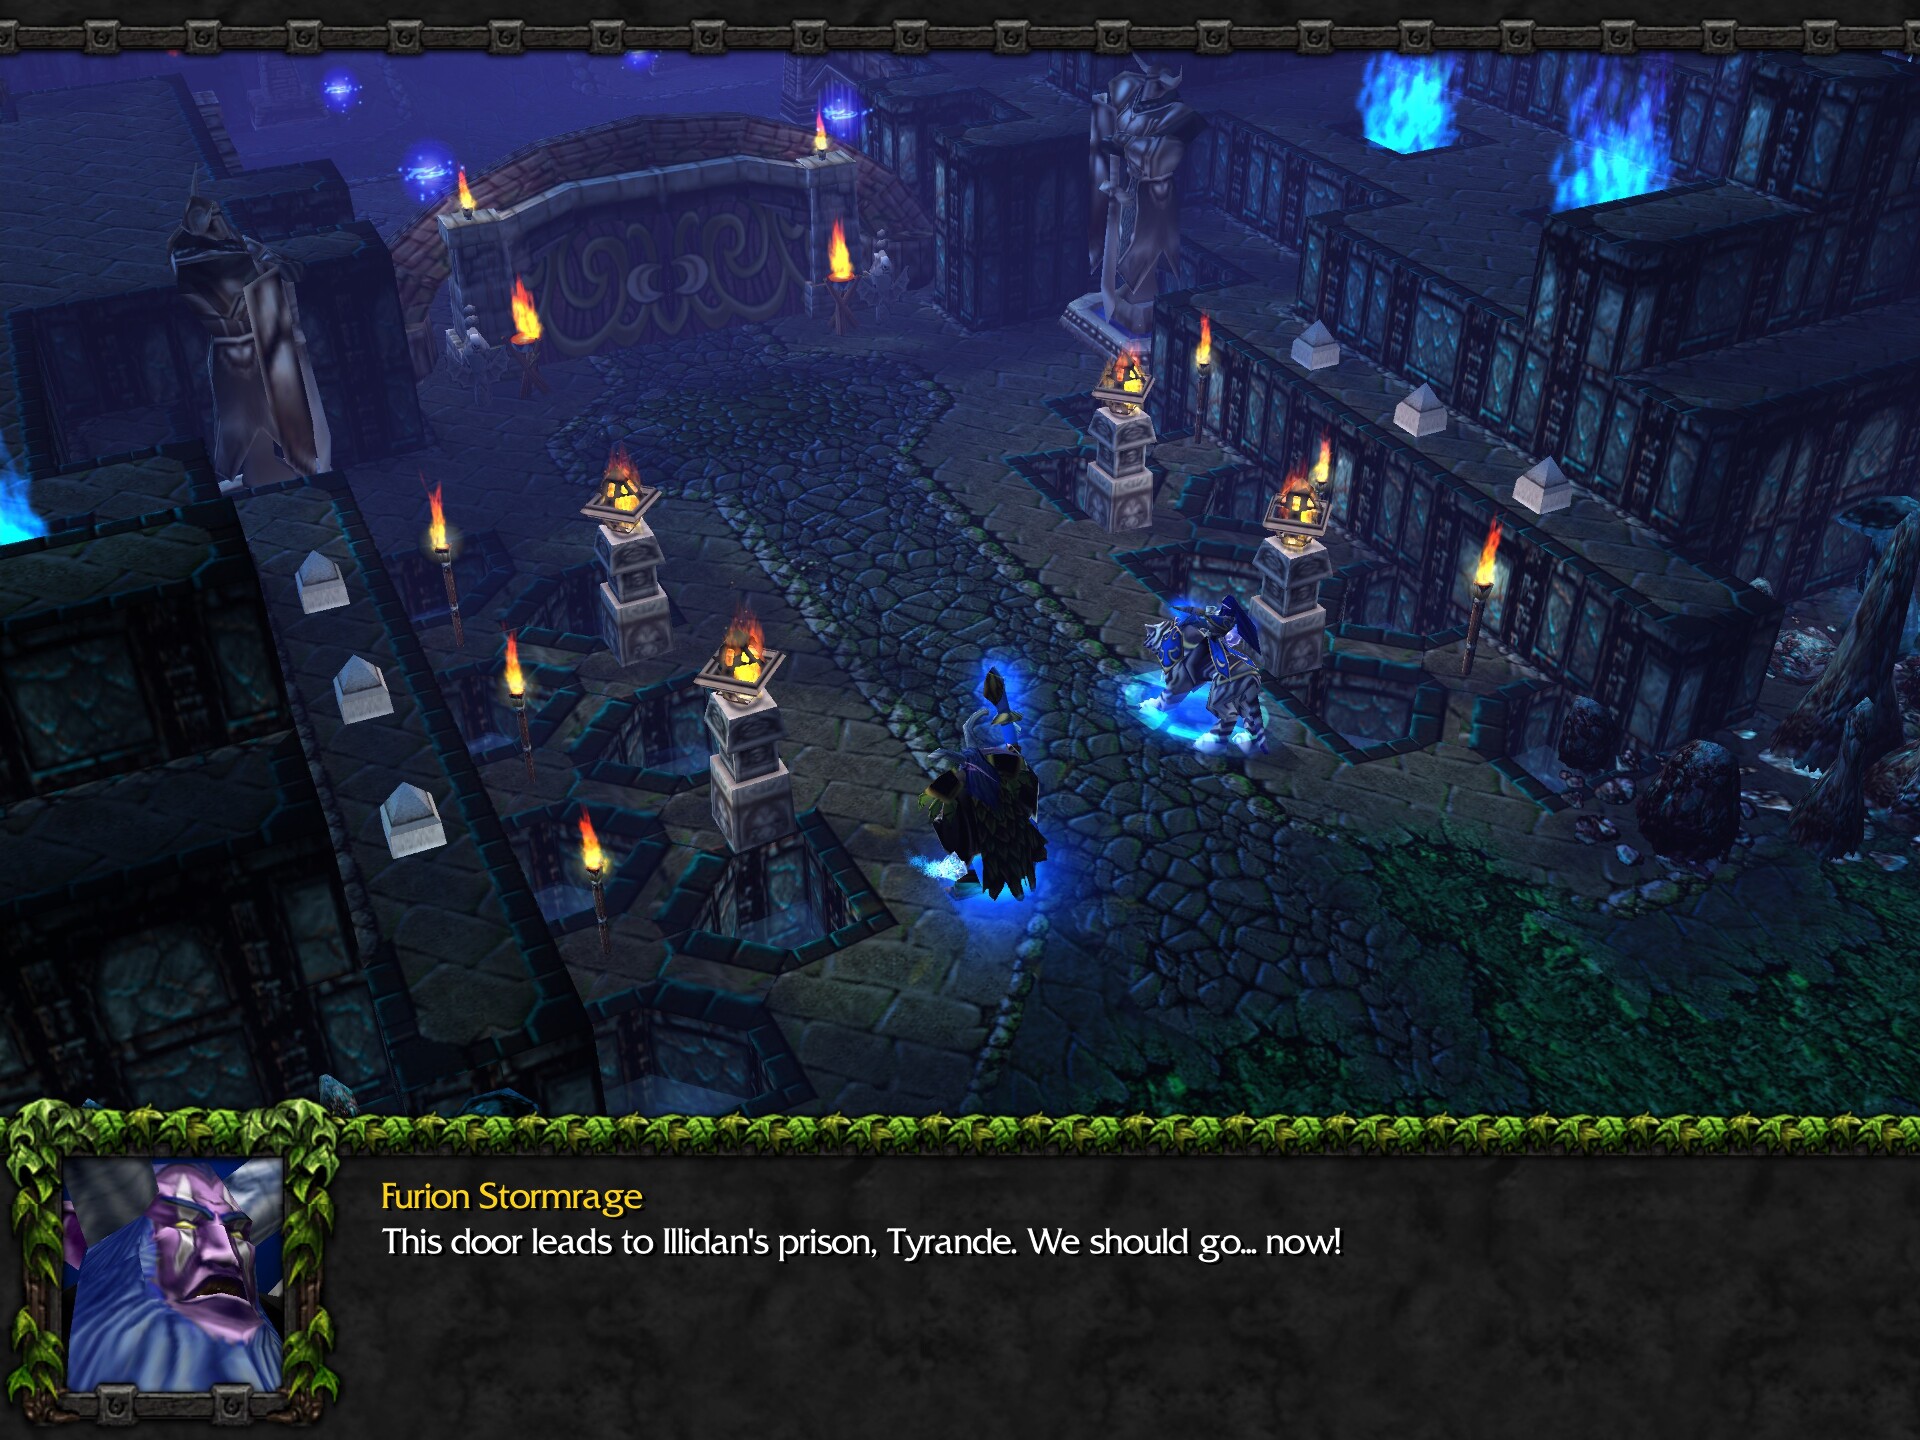 Furion Stormrage
This door leads to Illidan's prison, Tyrande. We should go... now!